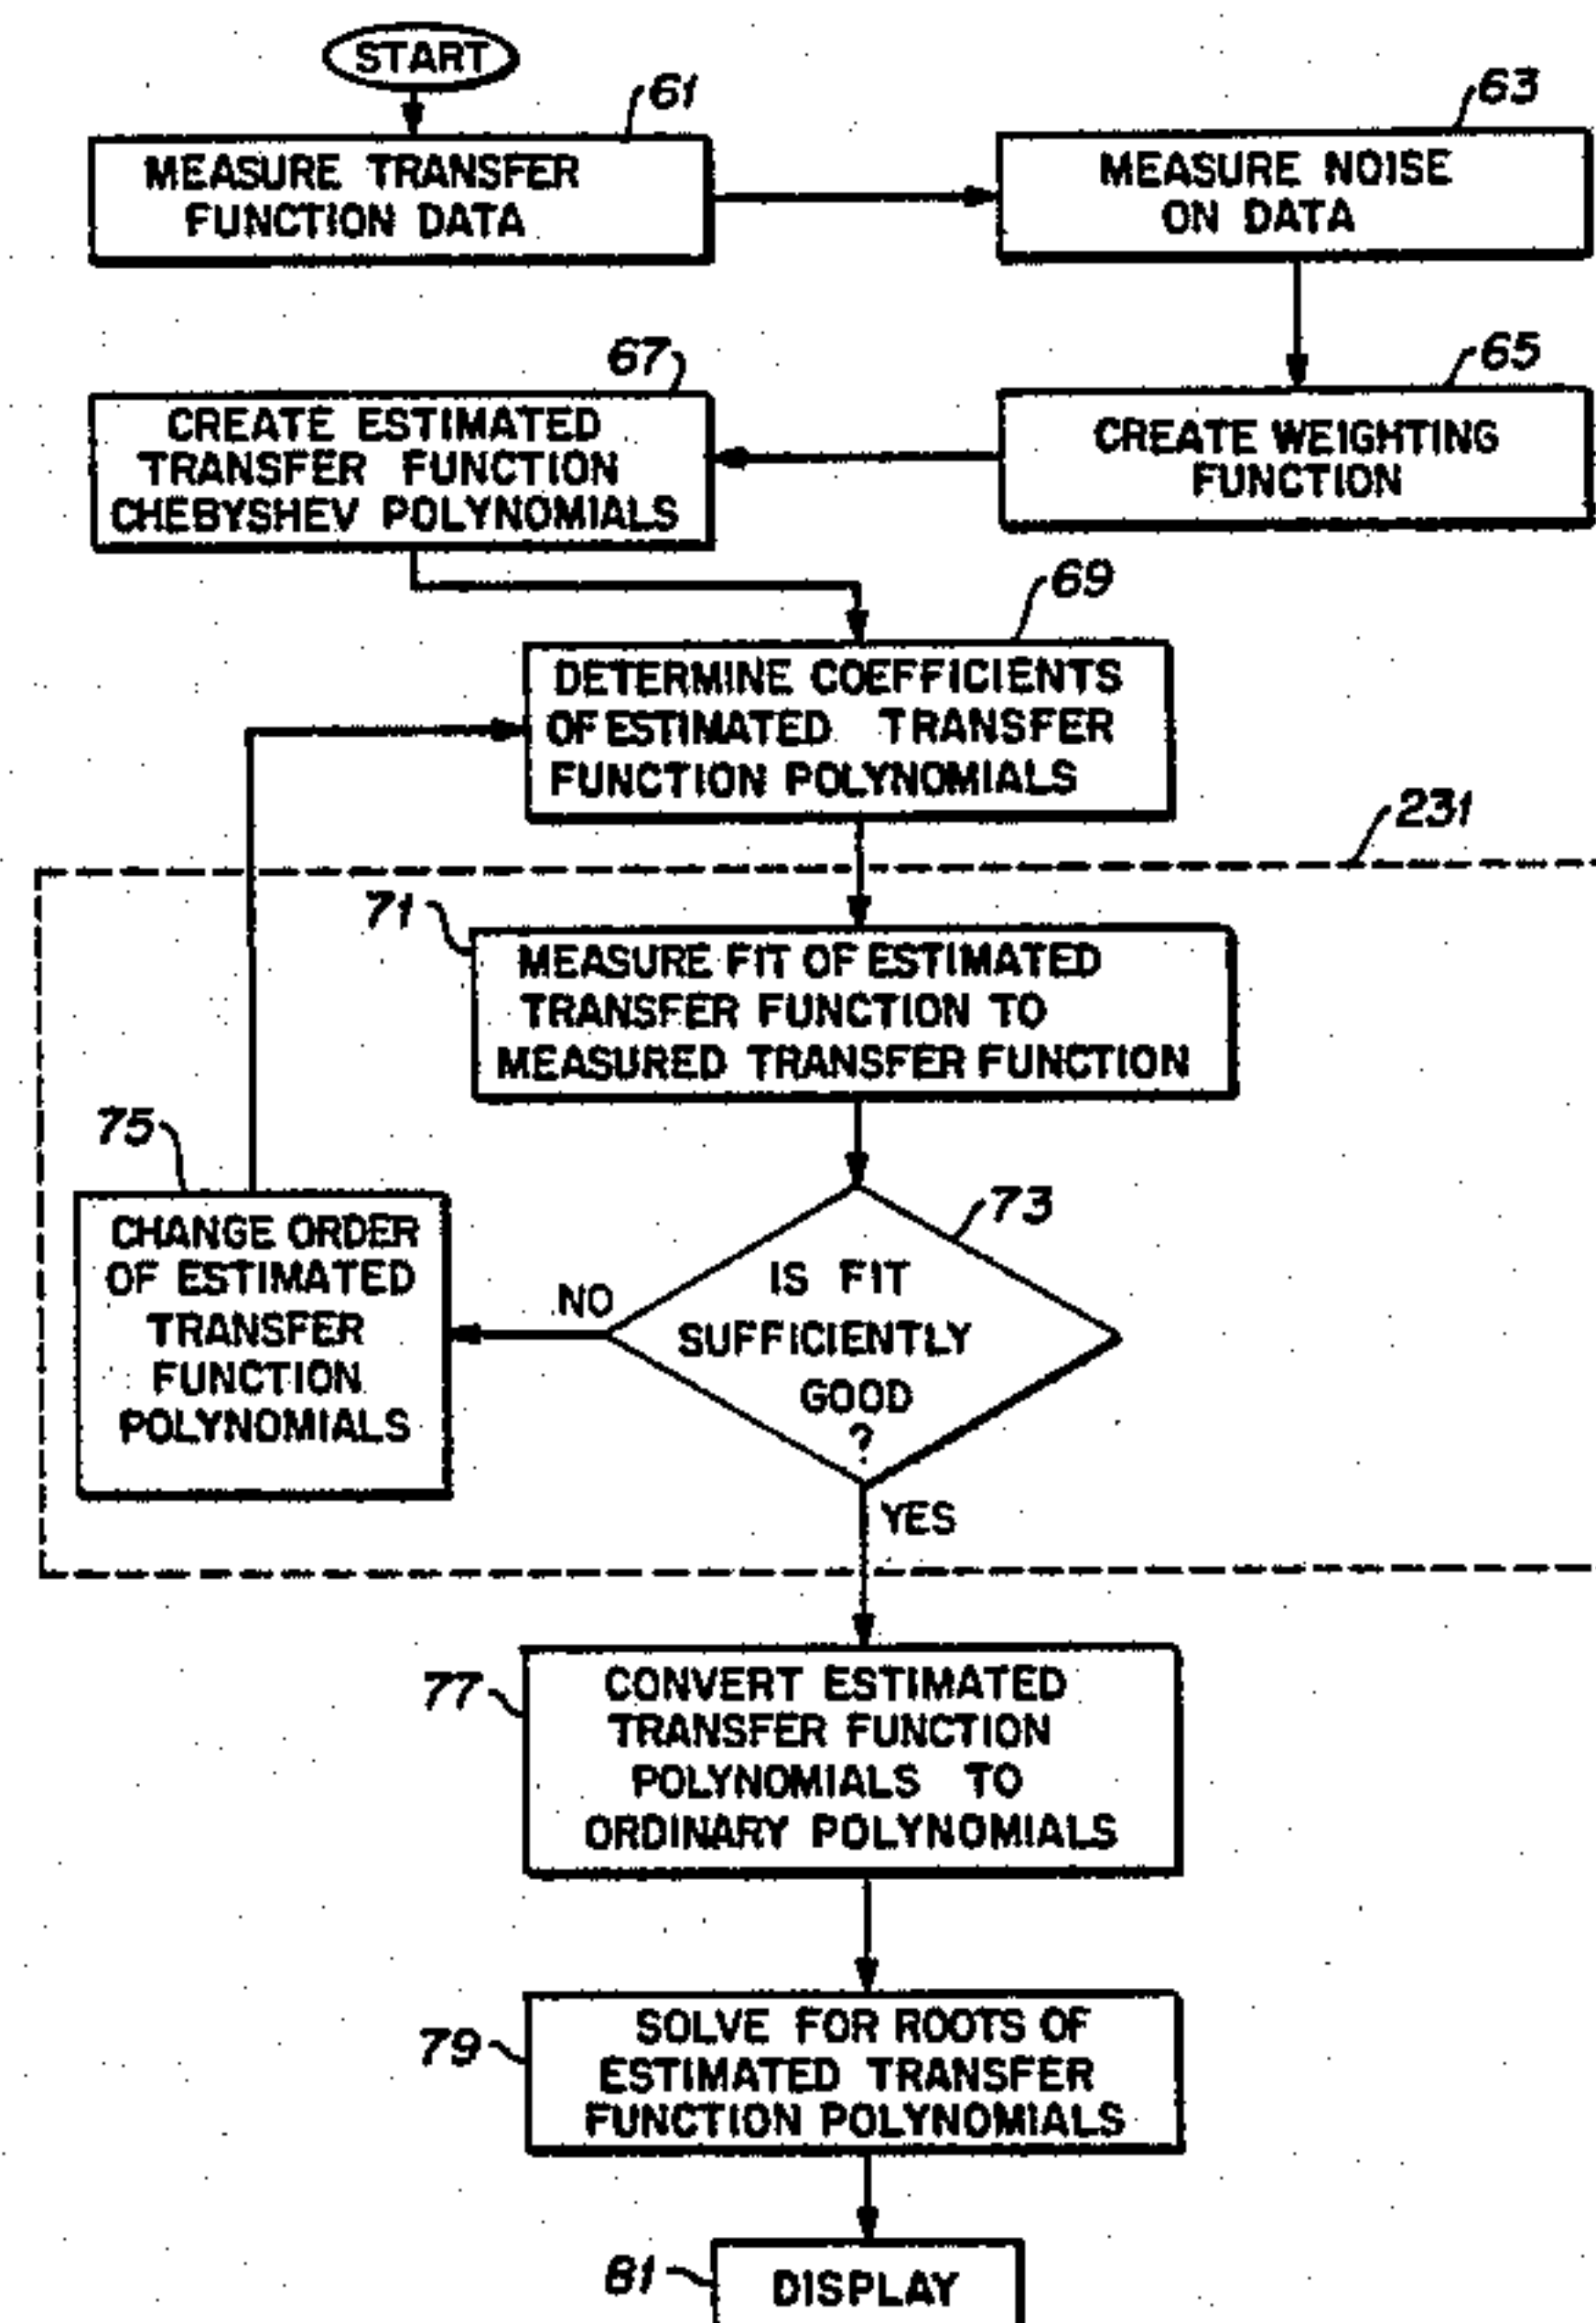 START
61
MEASURE TRANSFER
FUNCTION DATA
63
MEASURE NOISE
ON DATA
65
CREATE WEIGHTING
FUNCTION
67
CREATE ESTIMATED
TRANSFER FUNCTION
CHEBYSHEV POLYNOMIALS
69
DETERMINE COEFFICIENTS
OF ESTIMATED TRANSFER
FUNCTION POLYNOMIALS
231
71
MEASURE FIT OF ESTIMATED
TRANSFER FUNCTION TO
MEASURED TRANSFER FUNCTION
73
IS FIT
SUFFICIENTLY
GOOD
?
NO
75
CHANGE ORDER
OF ESTIMATED
TRANSFER
FUNCTION
POLYNOMIALS
YES
77
CONVERT ESTIMATED
TRANSFER FUNCTION
POLYNOMIALS TO
ORDINARY POLYNOMIALS
79
SOLVE FOR ROOTS OF
ESTIMATED TRANSFER
FUNCTION POLYNOMIALS
81
DISPLAY